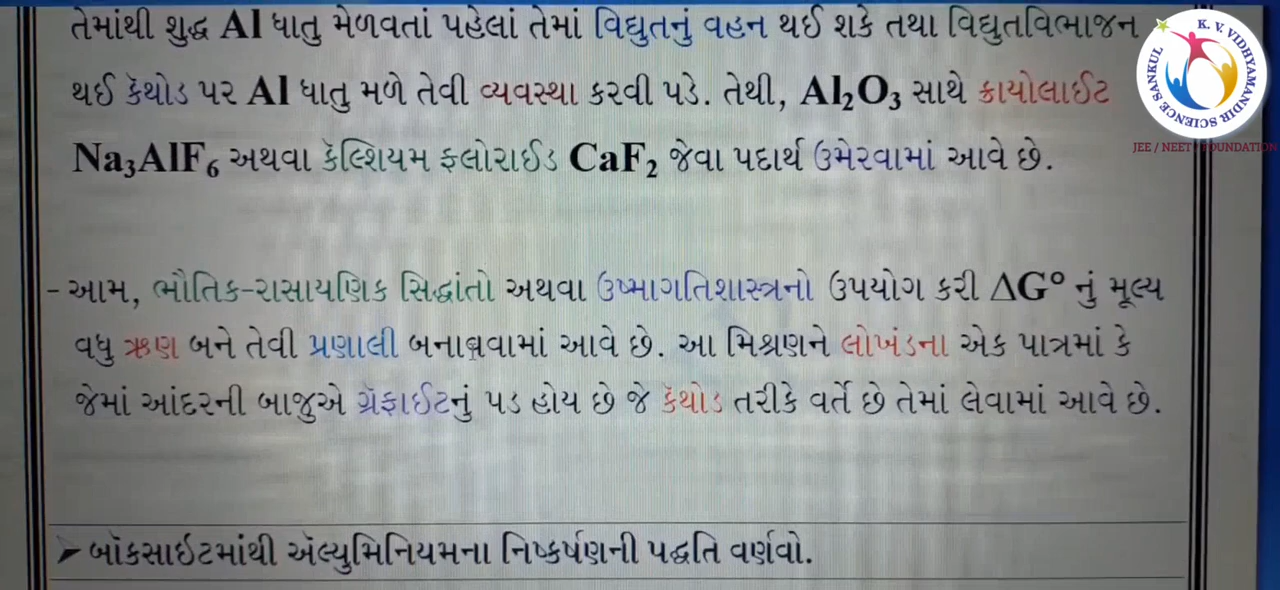 તેમાંથી શુદ્ધ Al ધાતુ મેળવતાં પહેલાં તેમાં વિદ્યુતનું વહન થઈ શકે તથા વિદ્યુતવિભાજન
થઈ કૅથોડ પર Al ધાતુ મળે તેવી વ્યવસ્થા કરવી પડે. તેથી, Al₂O₃ સાથે ક્રાયોલાઈટ
Na₃AlF₆ અથવા કૅલ્શિયમ ફ્લોરાઈડ CaF₂ જેવા પદાર્થ ઉમેરવામાં આવે છે.
- આમ, ભૌતિક-રાસાયણિક સિદ્ધાંતો અથવા ઉષ્માગતિશાસ્ત્રનો ઉપયોગ કરી ΔG° નું મૂલ્ય
વધુ ઋણ બને તેવી પ્રણાલી બનાવવામાં આવે છે. આ મિશ્રણને લોખંડના એક પાત્રમાં કે
જેમાં આંદરની બાજુએ ગ્રૅફાઈટનું પડ હોય છે જે કૅથોડ તરીકે વર્તે છે તેમાં લેવામાં આવે છે.
➤ બૉકસાઇટમાંથી ઍલ્યુમિનિયમના નિષ્કર્ષણની પદ્ધતિ વર્ણવો.
K. V. VIDHYAMANDIR SCIENCE SANKUL
JEE / NEET / FOUNDATION